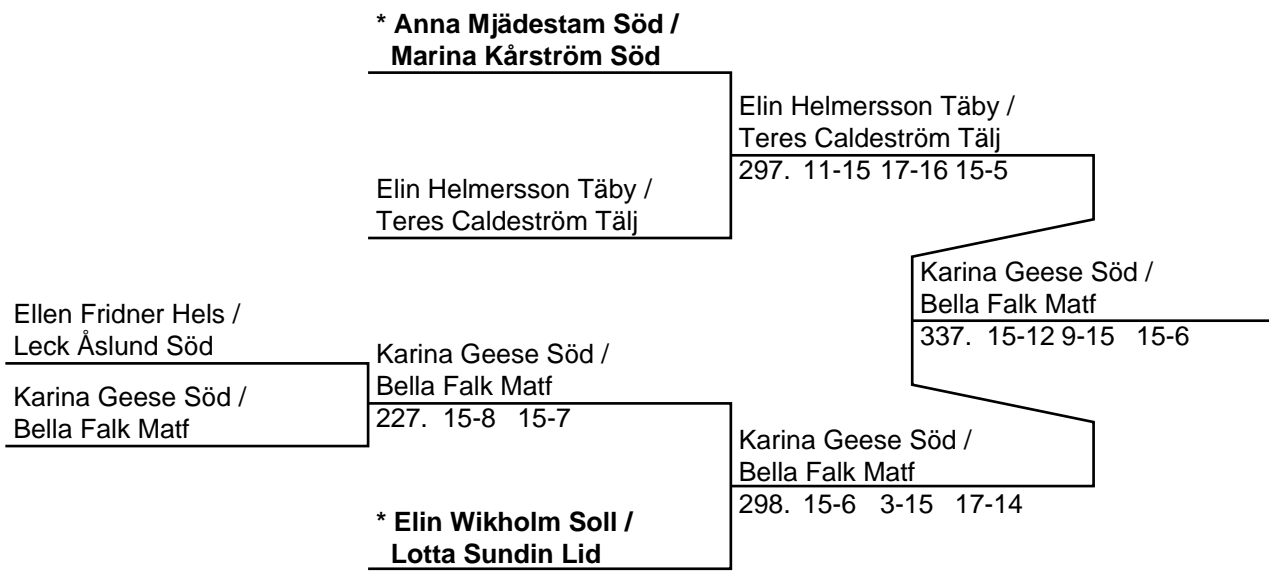 * Anna Mjädestam Söd /
Marina Kårström Söd
Elin Helmersson Täby /
Teres Caldeström Tälj
297. 11-15 17-16 15-5
Elin Helmersson Täby /
Teres Caldeström Tälj
Karina Geese Söd /
Bella Falk Matf
337. 15-12 9-15 15-6
Ellen Fridner Hels /
Leck Åslund Söd
Karina Geese Söd /
Bella Falk Matf
227. 15-8 15-7
Karina Geese Söd /
Bella Falk Matf
Karina Geese Söd /
Bella Falk Matf
298. 15-6 3-15 17-14
* Elin Wikholm Soll /
Lotta Sundin Lid